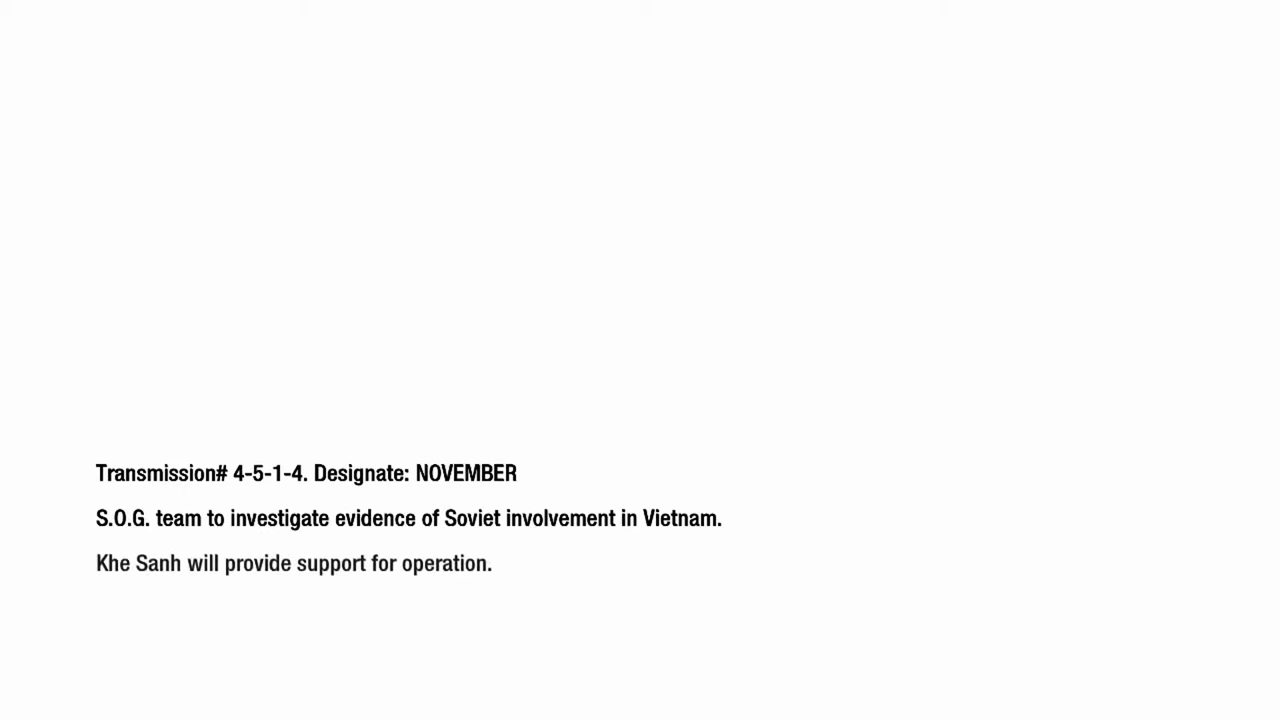 Transmission# 4-5-1-4. Designate: NOVEMBER
S.O.G. team to investigate evidence of Soviet involvement in Vietnam.
Khe Sanh will provide support for operation.